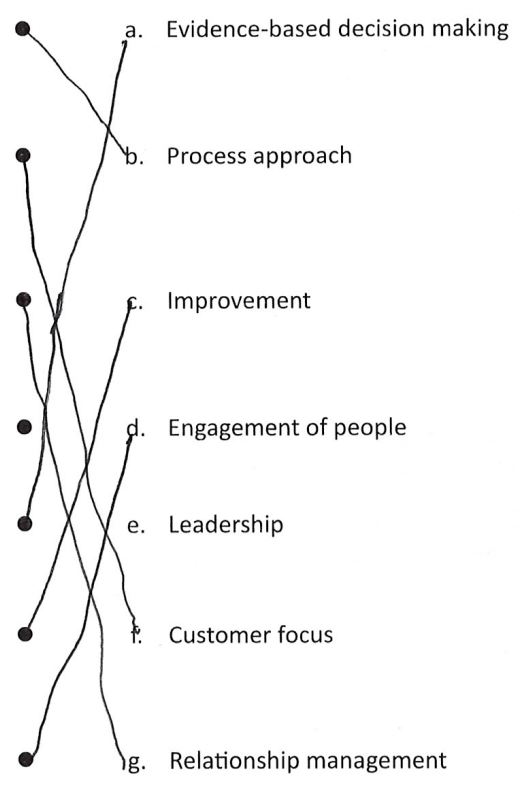 a. Evidence-based decision making
b. Process approach
c. Improvement
d. Engagement of people
e. Leadership
f. Customer focus
g. Relationship management